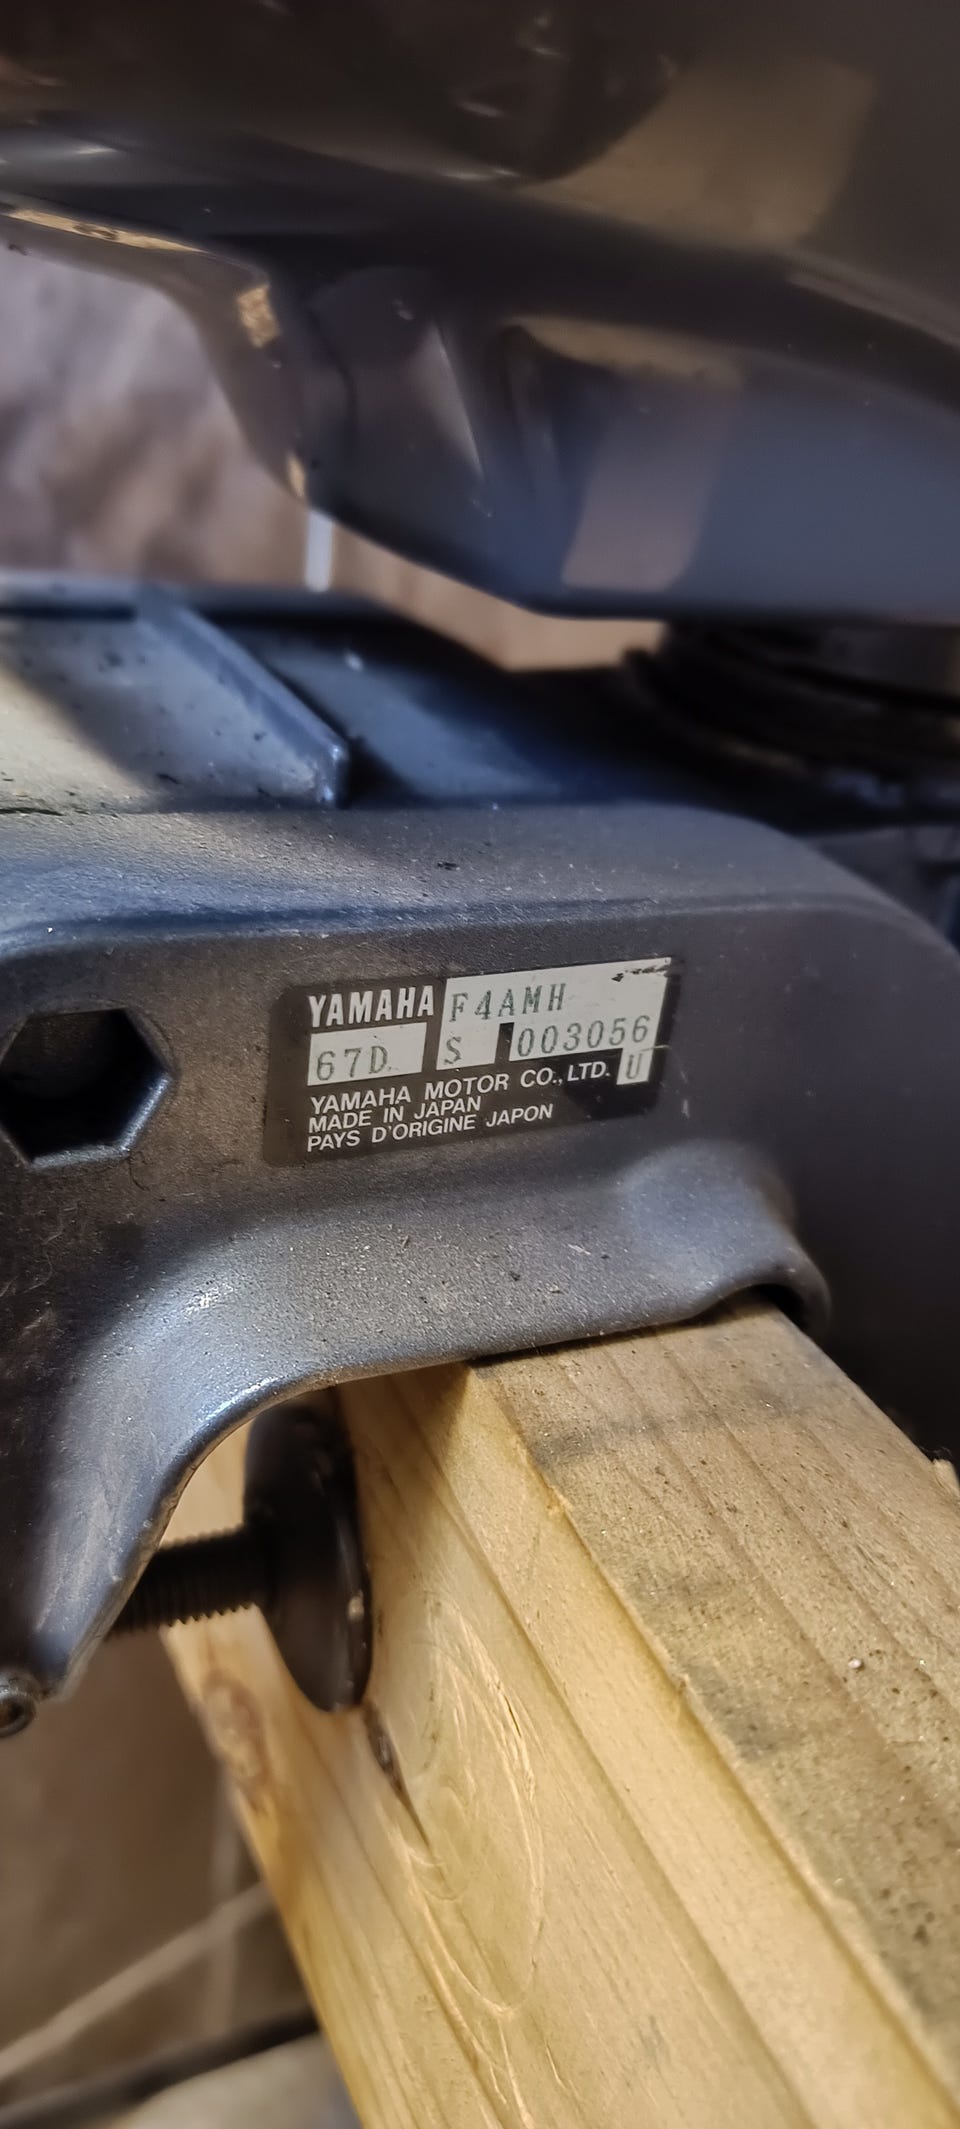 YAMAHA F4AMH
67D S 003056
YAMAHA MOTOR CO., LTD. U
MADE IN JAPAN
PAYS D'ORIGINE JAPON